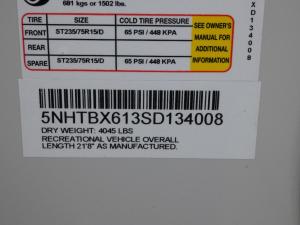 681 kgs or 1502 lbs.
TIRE SIZE COLD TIRE PRESSURE SEE OWNER'S MANUAL FOR ADDITIONAL INFORMATION
FRONT ST235/75R15/D 65 PSI / 448 KPA
REAR
SPARE ST235/75R15/D 65 PSI / 448 KPA
XD134008
5NHTBX613SD134008
DRY WEIGHT: 4045 LBS
RECREATIONAL VEHICLE OVERALL
LENGTH 21'8" AS MANUFACTURED.